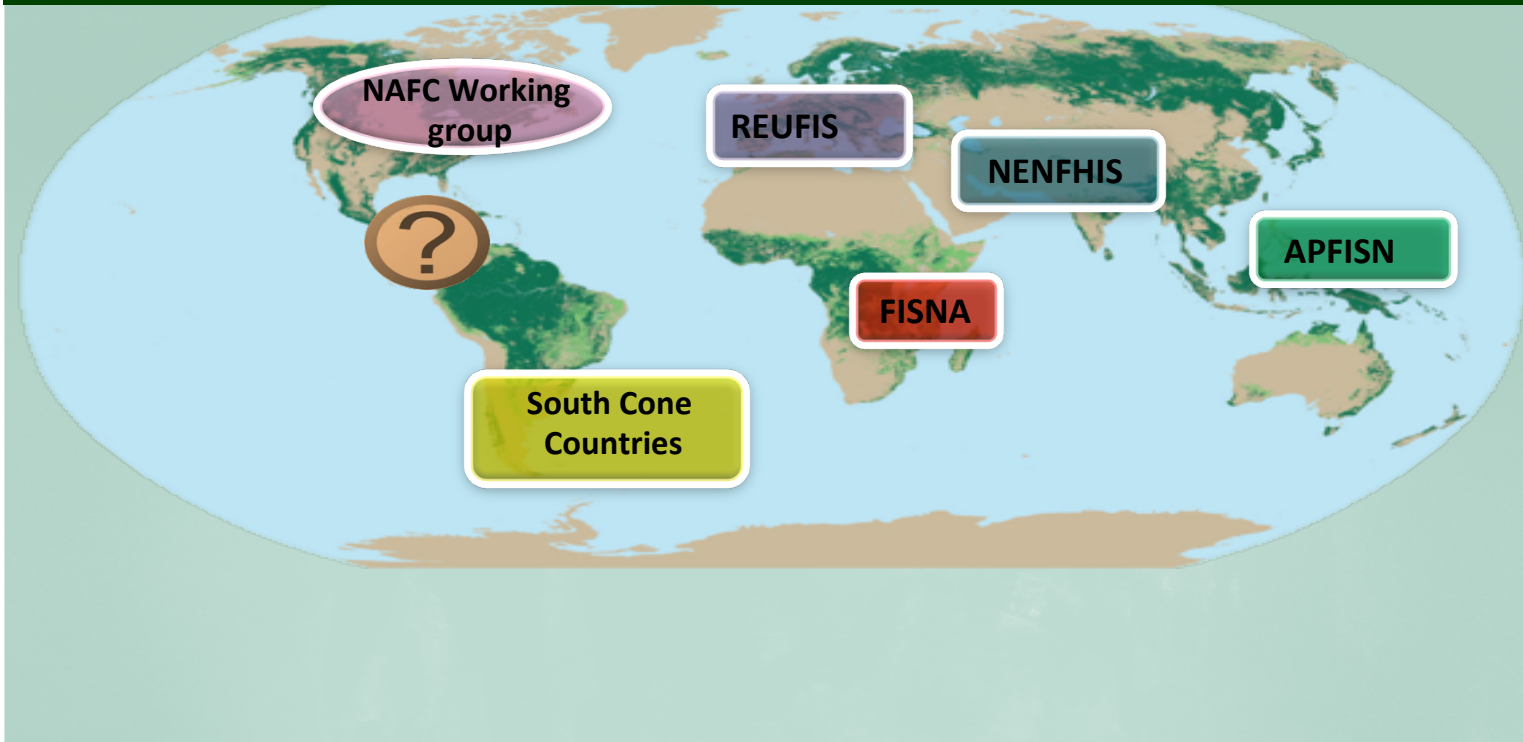 NAFC Working
group
REUFIS
NENFHIS
?
APFISN
FISNA
South Cone
Countries